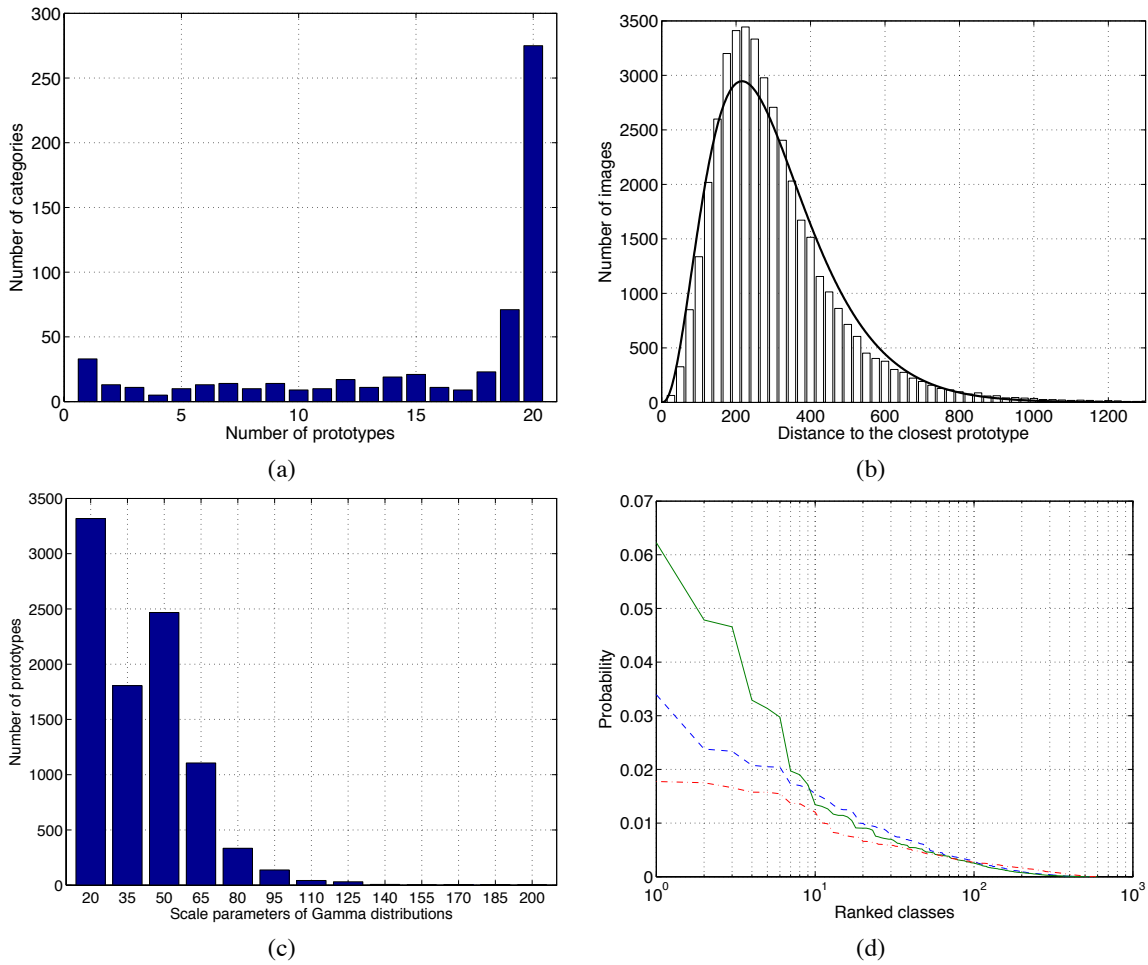 300
250
200
150
100
50
0
0 5 10 15 20
Number of categories
Number of prototypes
(a)
3500
3000
2500
2000
1500
1000
500
0
0 200 400 600 800 1000 1200
Number of images
Distance to the closest prototype
(b)
3500
3000
2500
2000
1500
1000
500
0
20 35 50 65 80 95 110 125 140 155 170 185 200
Number of prototypes
Scale parameters of Gamma distributions
(c)
0.07
0.06
0.05
0.04
0.03
0.02
0.01
0
10^0 10^1 10^2 10^3
Probability
Ranked classes
(d)